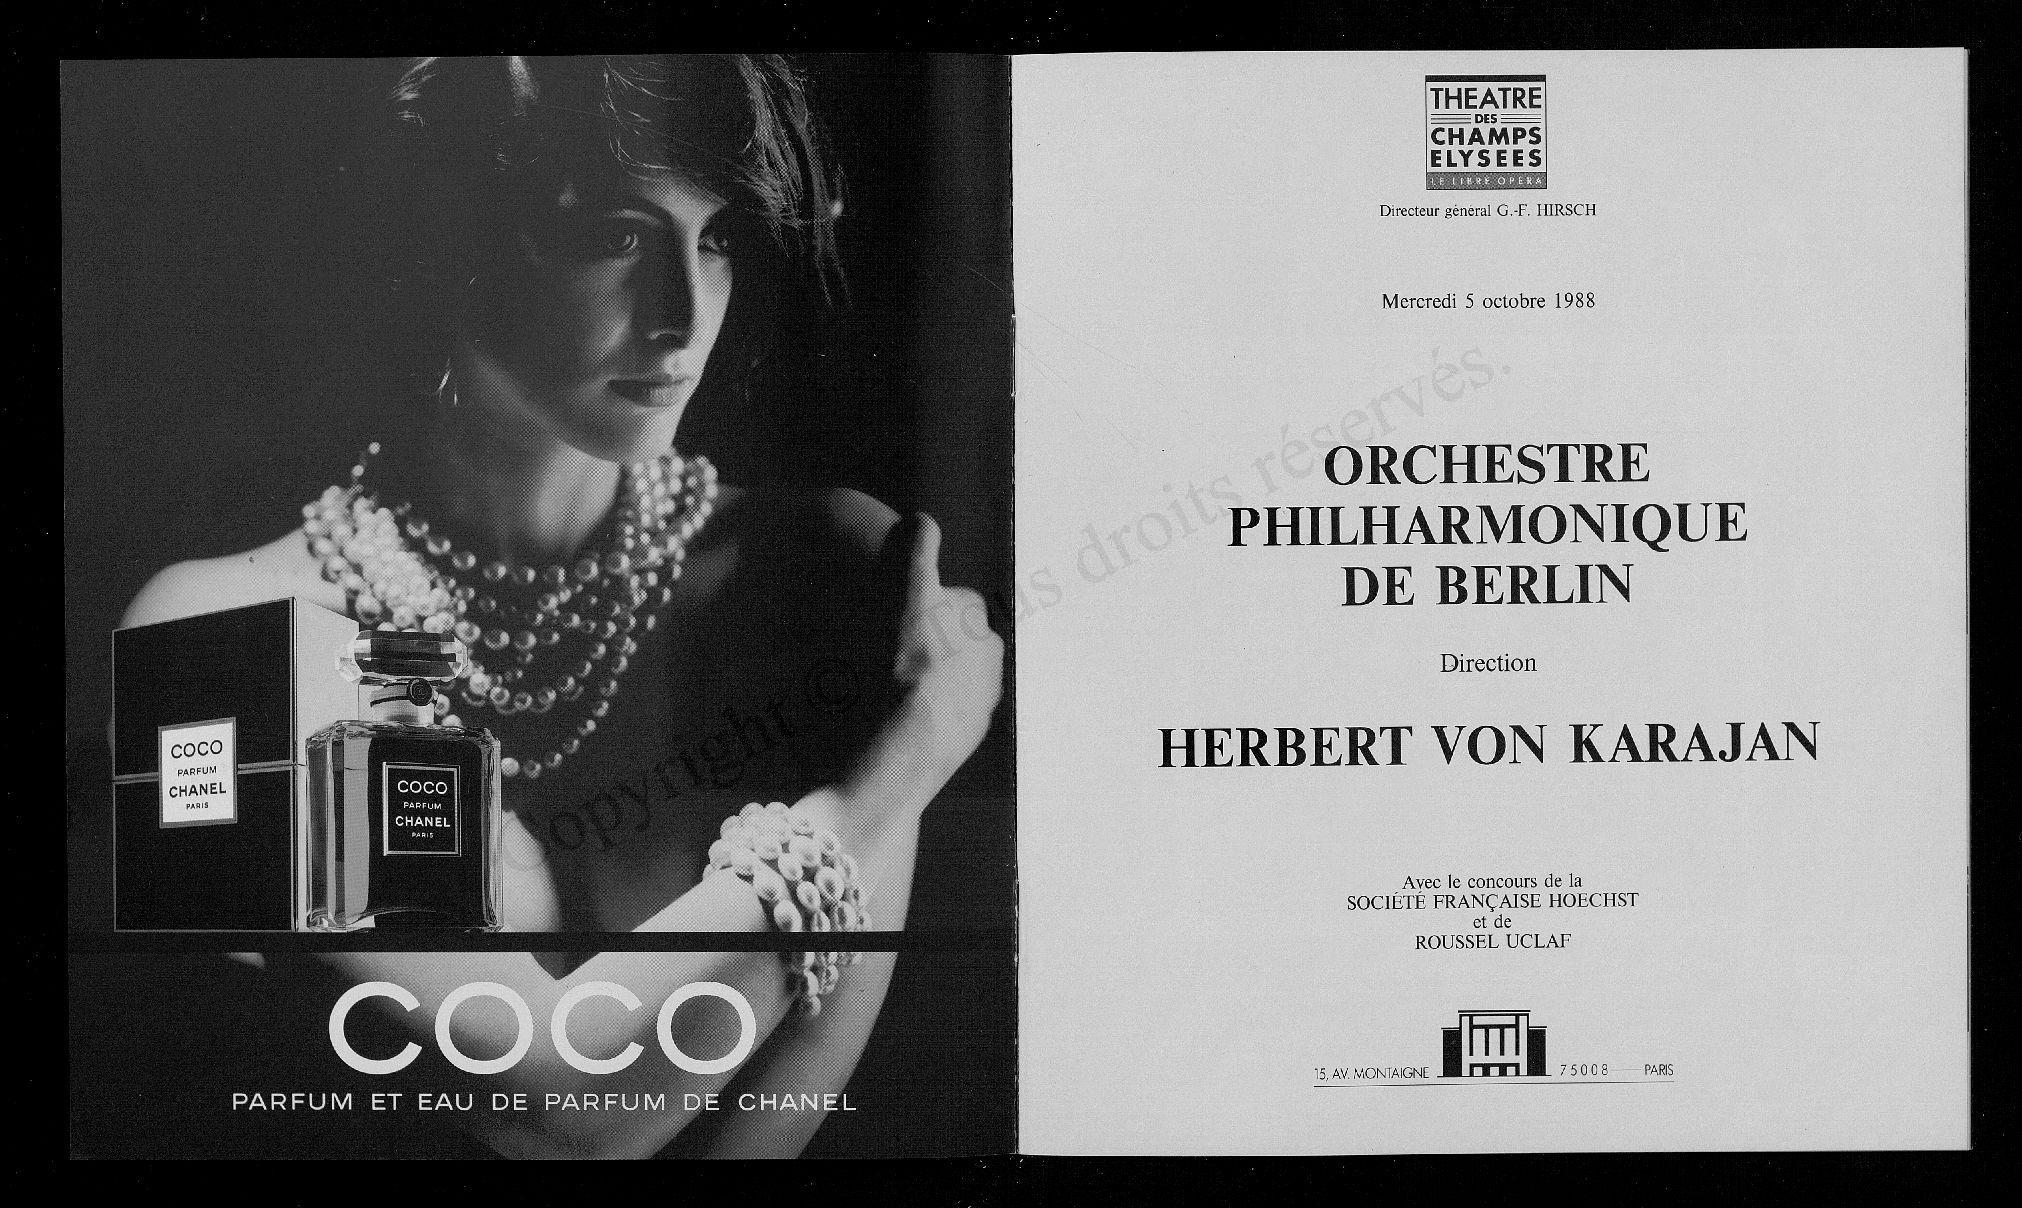 COCO
PARFUM
CHANEL
PARIS
COCO
PARFUM
CHANEL
PARIS
COCO
PARFUM ET EAU DE PARFUM DE CHANEL
THEATRE
DES
CHAMPS
ELYSEES
LE LIBRE OPERA
Directeur général G.-F. HIRSCH
Mercredi 5 octobre 1988
ORCHESTRE
PHILHARMONIQUE
DE BERLIN
Direction
HERBERT VON KARAJAN
Avec le concours de la
SOCIÉTÉ FRANÇAISE HOECHST
et de
ROUSSEL UCLAF
15, AV. MONTAIGNE 75008 PARIS
Copyright © - Tous droits réservés.